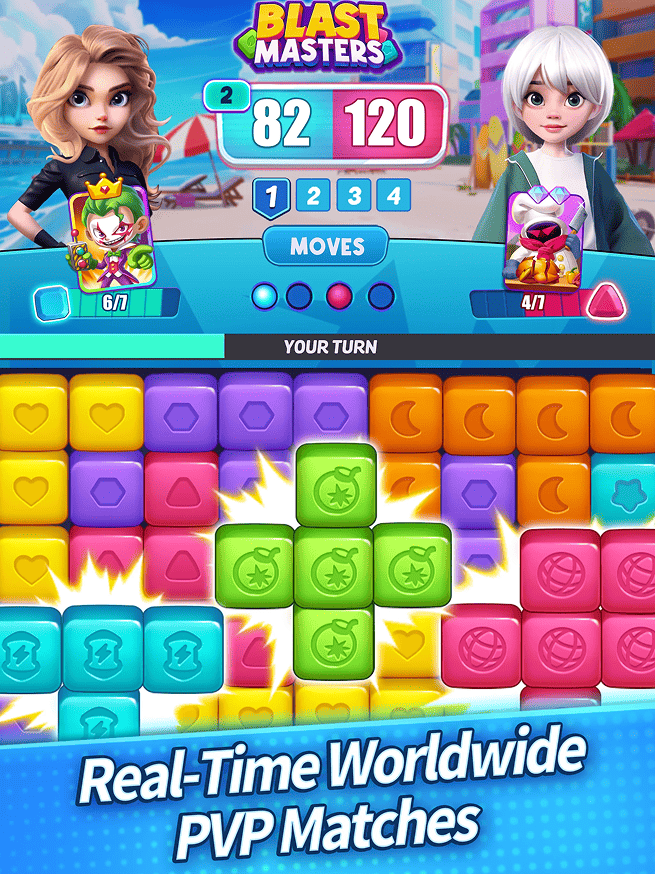 BLAST
MASTERS
2
82 120
1 2 3 4
MOVES
6/7
4/7
YOUR TURN
Real-Time Worldwide
PVP Matches